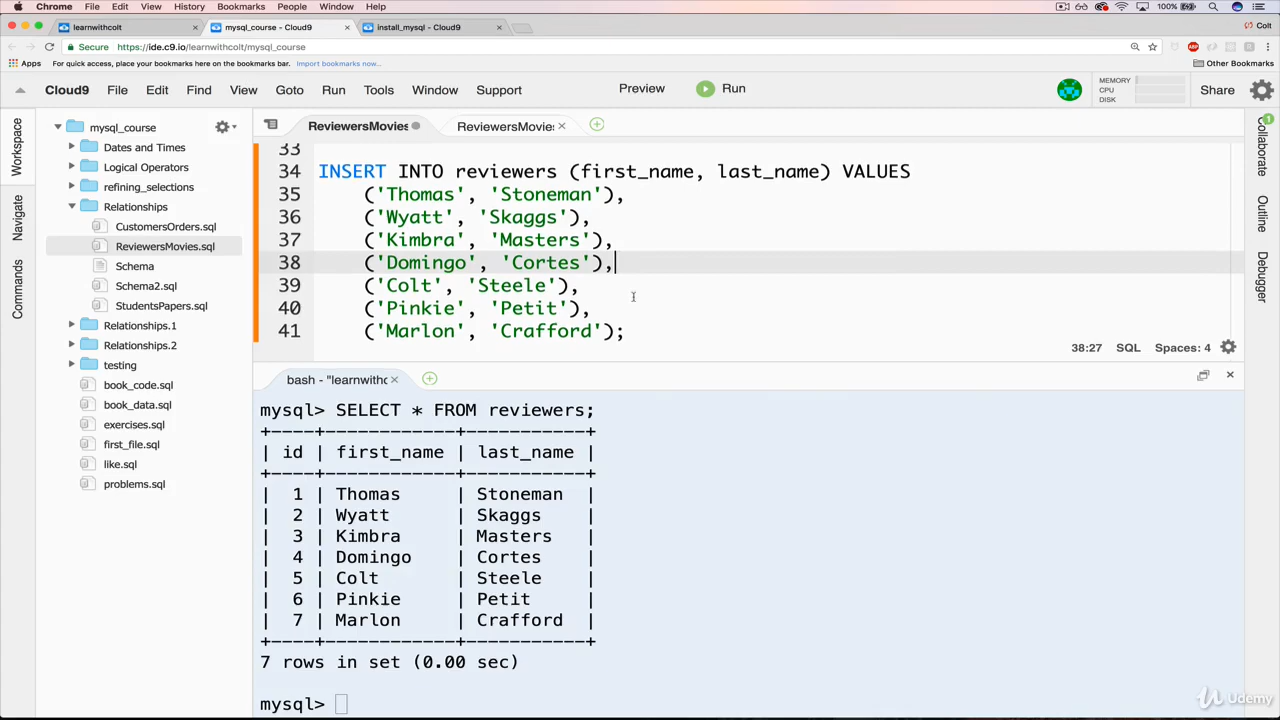 Chrome File Edit View History Bookmarks People Window Help 100%
learnwithcolt mysql_course - Cloud9 install_mysql - Cloud9 Colt
Secure https://ide.c9.io/learnwithcolt/mysql_course
Apps For quick access, place your bookmarks here on the bookmarks bar. Import bookmarks now... Other Bookmarks
Cloud9 File Edit Find View Goto Run Tools Window Support Preview Run MEMORY CPU DISK Share
Workspace
Navigate
Commands
mysql_course
Dates and Times
Logical Operators
refining_selections
Relationships
CustomersOrders.sql
ReviewersMovies.sql
Schema
Schema2.sql
StudentsPapers.sql
Relationships.1
Relationships.2
testing
book_code.sql
book_data.sql
exercises.sql
first_file.sql
like.sql
problems.sql
ReviewersMovies ReviewersMovies
33
34 INSERT INTO reviewers (first_name, last_name) VALUES
35 ('Thomas', 'Stoneman'),
36 ('Wyatt', 'Skaggs'),
37 ('Kimbra', 'Masters'),
38 ('Domingo', 'Cortes'),
39 ('Colt', 'Steele'),
40 ('Pinkie', 'Petit'),
41 ('Marlon', 'Crafford');
38:27 SQL Spaces: 4
bash - "learnwithc
mysql> SELECT * FROM reviewers;
+----+------------+-----------+
| id | first_name | last_name |
+----+------------+-----------+
| 1 | Thomas | Stoneman |
| 2 | Wyatt | Skaggs |
| 3 | Kimbra | Masters |
| 4 | Domingo | Cortes |
| 5 | Colt | Steele |
| 6 | Pinkie | Petit |
| 7 | Marlon | Crafford |
+----+------------+-----------+
7 rows in set (0.00 sec)
mysql>
Collaborate
1
Outline
Debugger
Udemy